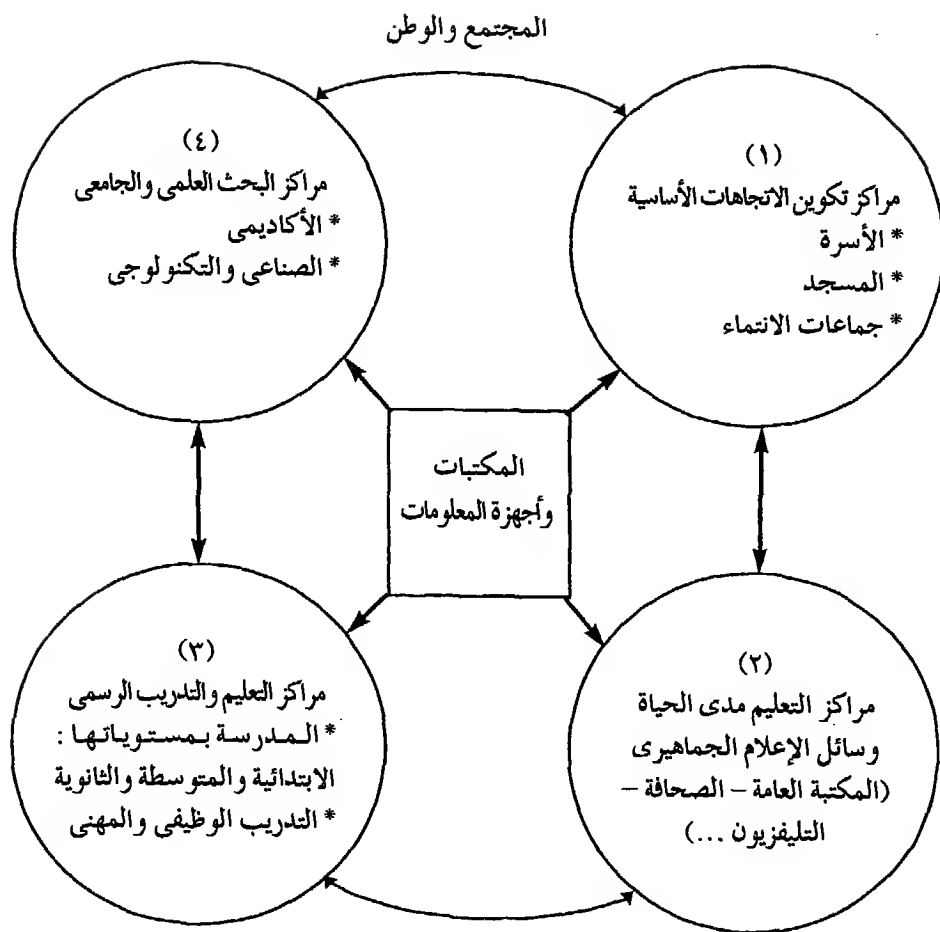 المجتمع والوطن
(١)
مراكز تكوين الاتجاهات الأساسية
* الأسرة
* المسجد
* جماعات الانتماء
(٤)
مراكز البحث العلمى والجامعى
* الأكاديمى
* الصناعى والتكنولوجى
المكتبات
وأجهزة المعلومات
(٢)
مراكز التعليم مدى الحياة
وسائل الإعلام الجماهيرى
(المكتبة العامة – الصحافة –
التليفزيون ...)
(٣)
مراكز التعليم والتدريب الرسمى
* المدرسة بمستوياتها :
الابتدائية والمتوسطة والثانوية
* التدريب الوظيفى والمهنى